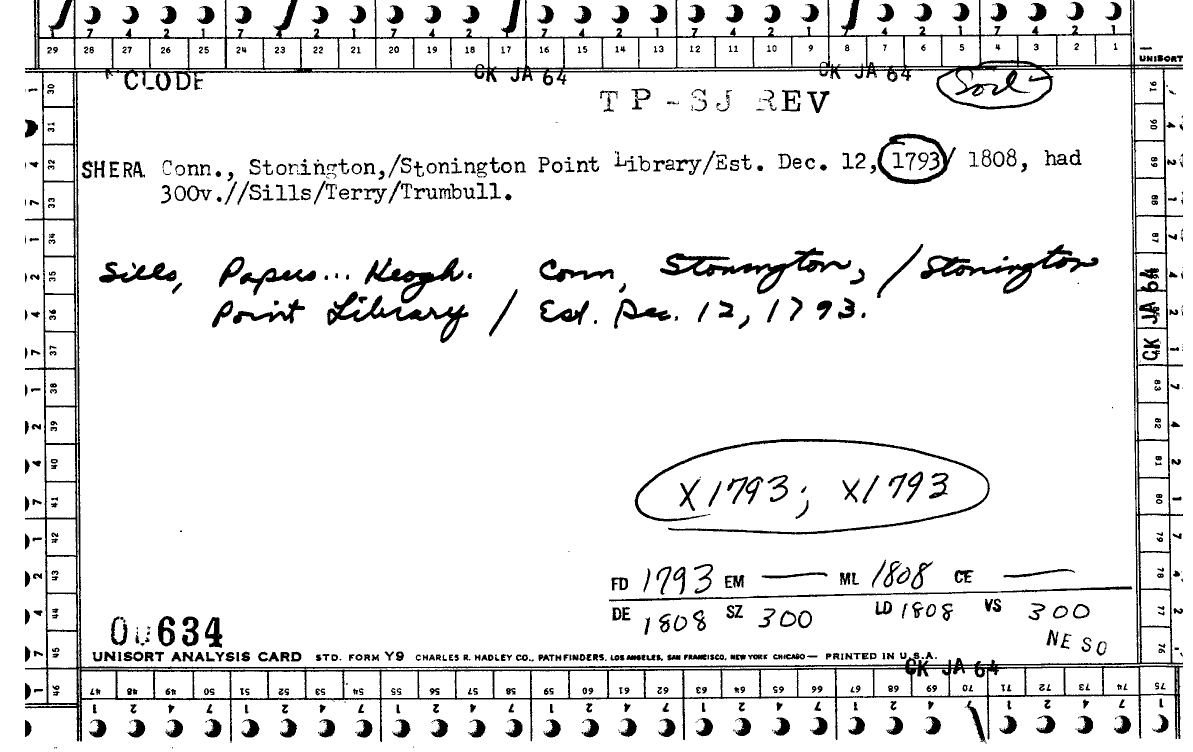 7 4 2 1 7 4 2 1 7 4 2 1 7 4 2 1 7 4 2 1 7 4 2 1 7 4 2 1
29 28 27 26 25 24 23 22 21 20 19 18 17 16 15 14 13 12 11 10 9 8 7 6 5 4 3 2 1
UNISORT
CLODE CK JA 64 CK JA 64
TP-SJ REV
SHERA Conn., Stonington,/Stonington Point Library/Est. Dec. 12, 1793/ 1808, had
300v.//Sills/Terry/Trumbull.
Sills, Papers... Keogh. Conn, Stonington, / Stonington
Point Library / Est. Dec. 12, 1793.
CK JA 64
X1793; X1793
FD 1793 EM — ML 1808 CE —
DE 1808 SZ 300 LD 1808 VS 300
NE SO
00634
UNISORT ANALYSIS CARD STD. FORM Y9 CHARLES R. HADLEY CO., PATHFINDERS, LOS ANGELES, SAN FRANCISCO, NEW YORK CHICAGO — PRINTED IN U.S.A.
CK JA 64
30 31 32 33 34 35 36 37 38 39 40 41 42 43 44 45 46
47 48 49 50 51 52 53 54 55 56 57 58 59 60 61 62 63 64 65 66 67 68 69 70 71 72 73 74 75
76 77 78 79 80 81 82 83 87 88 89 90 91